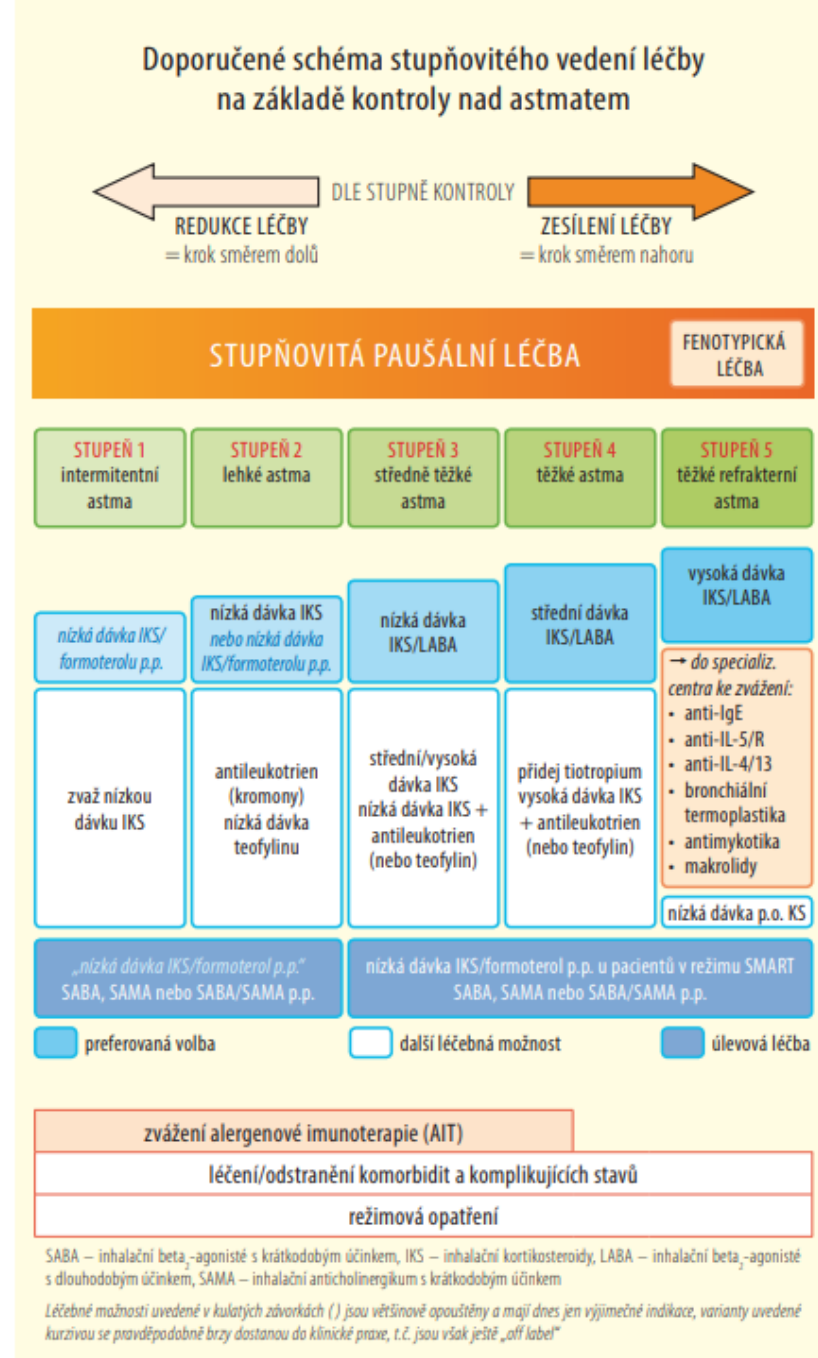 Doporučené schéma stupňovitého vedení léčby
na základě kontroly nad astmatem
DLE STUPNĚ KONTROLY
REDUKCE LÉČBY
= krok směrem dolů
ZESÍLENÍ LÉČBY
= krok směrem nahoru
STUPŇOVITÁ PAUŠÁLNÍ LÉČBA
FENOTYPICKÁ
LÉČBA
STUPEŇ 1
intermitentní
astma
STUPEŇ 2
lehké astma
STUPEŇ 3
středně těžké
astma
STUPEŇ 4
těžké astma
STUPEŇ 5
těžké refrakterní
astma
nízká dávka IKS/
formoterolu p.p.
nízká dávka IKS
nebo nízká dávka
IKS/formoterolu p.p.
nízká dávka
IKS/LABA
střední dávka
IKS/LABA
vysoká dávka
IKS/LABA
zvaž nízkou
dávku IKS
antileukotrien
(kromony)
nízká dávka
teofylinu
střední/vysoká
dávka IKS
nízká dávka IKS +
antileukotrien
(nebo teofylin)
přidej tiotropium
vysoká dávka IKS
+ antileukotrien
(nebo teofylin)
→ do specializ.
centra ke zvážení:
• anti-IgE
• anti-IL-5/R
• anti-IL-4/13
• bronchiální
termoplastika
• antimykotika
• makrolidy
nízká dávka p.o. KS
„nízká dávka IKS/formoterol p.p.“
SABA, SAMA nebo SABA/SAMA p.p.
nízká dávka IKS/formoterol p.p. u pacientů v režimu SMART
SABA, SAMA nebo SABA/SAMA p.p.
preferovaná volba
další léčebná možnost
úlevová léčba
zvážení alergenové imunoterapie (AIT)
léčení/odstranění komorbidit a komplikujících stavů
režimová opatření
SABA – inhalační beta₂-agonisté s krátkodobým účinkem, IKS – inhalační kortikosteroidy, LABA – inhalační beta₂-agonisté
s dlouhodobým účinkem, SAMA – inhalační anticholinergikum s krátkodobým účinkem
Léčebné možnosti uvedené v kulatých závorkách ( ) jsou většinově opouštěny a mají dnes jen výjimečné indikace, varianty uvedené
kurzivou se pravděpodobně brzy dostanou do klinické praxe, t.č. jsou však ještě „off label“